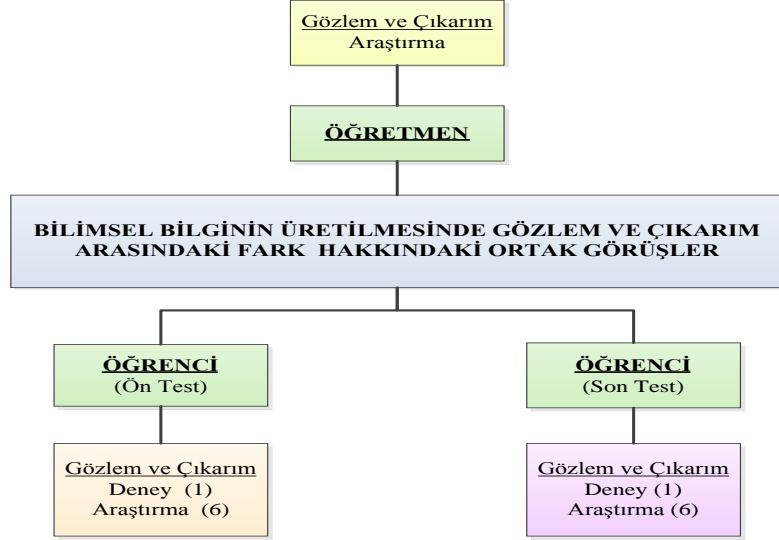 Gözlem ve Çıkarım
Araştırma
ÖĞRETMEN
BİLİMSEL BİLGİNİN ÜRETİLMESİNDE GÖZLEM VE ÇIKARIM
ARASINDAKİ FARK HAKKINDAKİ ORTAK GÖRÜŞLER
ÖĞRENCİ
(Ön Test)
Gözlem ve Çıkarım
Deney (1)
Araştırma (6)
ÖĞRENCİ
(Son Test)
Gözlem ve Çıkarım
Deney (1)
Araştırma (6)